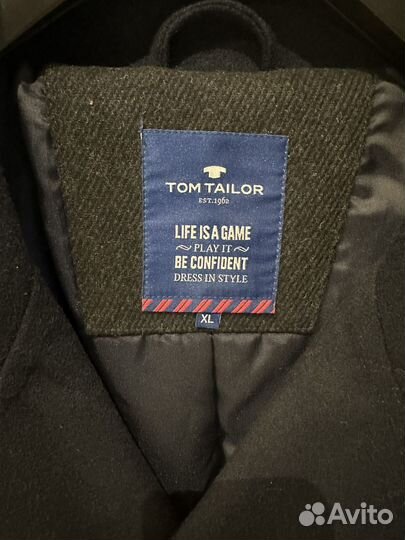 TOM TAILOR
EST. 1962
LIFE IS A GAME
~ PLAY IT ~
BE CONFIDENT
DRESS IN STYLE
XL
Avito